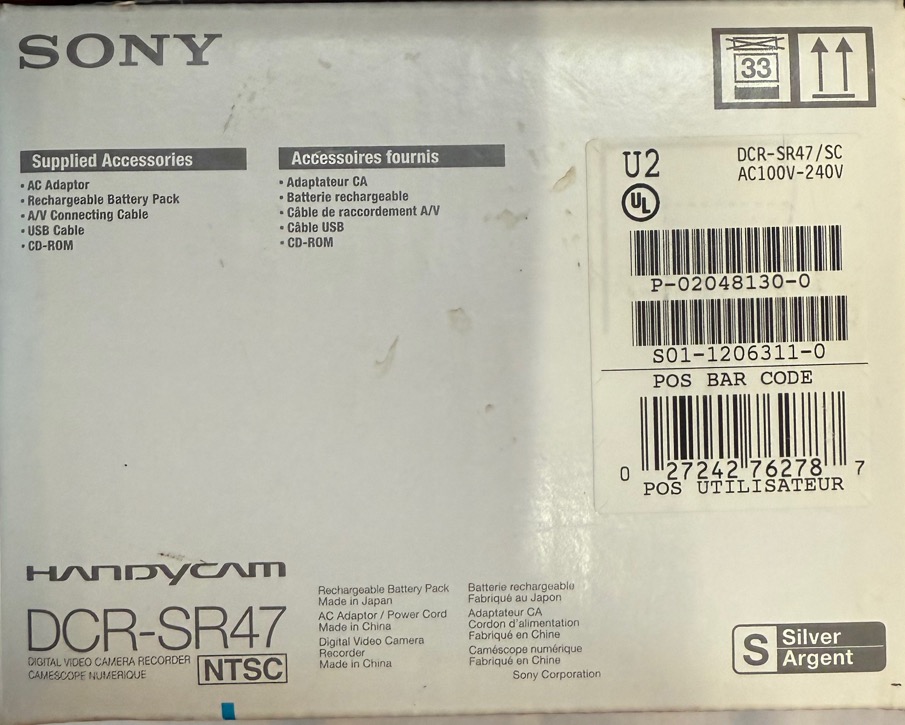 SONY
33
Supplied Accessories
• AC Adaptor
• Rechargeable Battery Pack
• A/V Connecting Cable
• USB Cable
• CD-ROM
Accessoires fournis
• Adaptateur CA
• Batterie rechargeable
• Câble de raccordement A/V
• Câble USB
• CD-ROM
U2
DCR-SR47/SC
AC100V-240V
UL
P-02048130-0
S01-1206311-0
POS BAR CODE
0 27242 76278 7
POS UTILISATEUR
HANDYCAM
DCR-SR47
DIGITAL VIDEO CAMERA RECORDER
CAMESCOPE NUMERIQUE
NTSC
Rechargeable Battery Pack
Made in Japan
AC Adaptor / Power Cord
Made in China
Digital Video Camera
Recorder
Made in China
Batterie rechargeable
Fabriqué au Japon
Adaptateur CA
Cordon d'alimentation
Fabriqué en Chine
Caméscope numérique
Fabriqué en Chine
Sony Corporation
S Silver
Argent